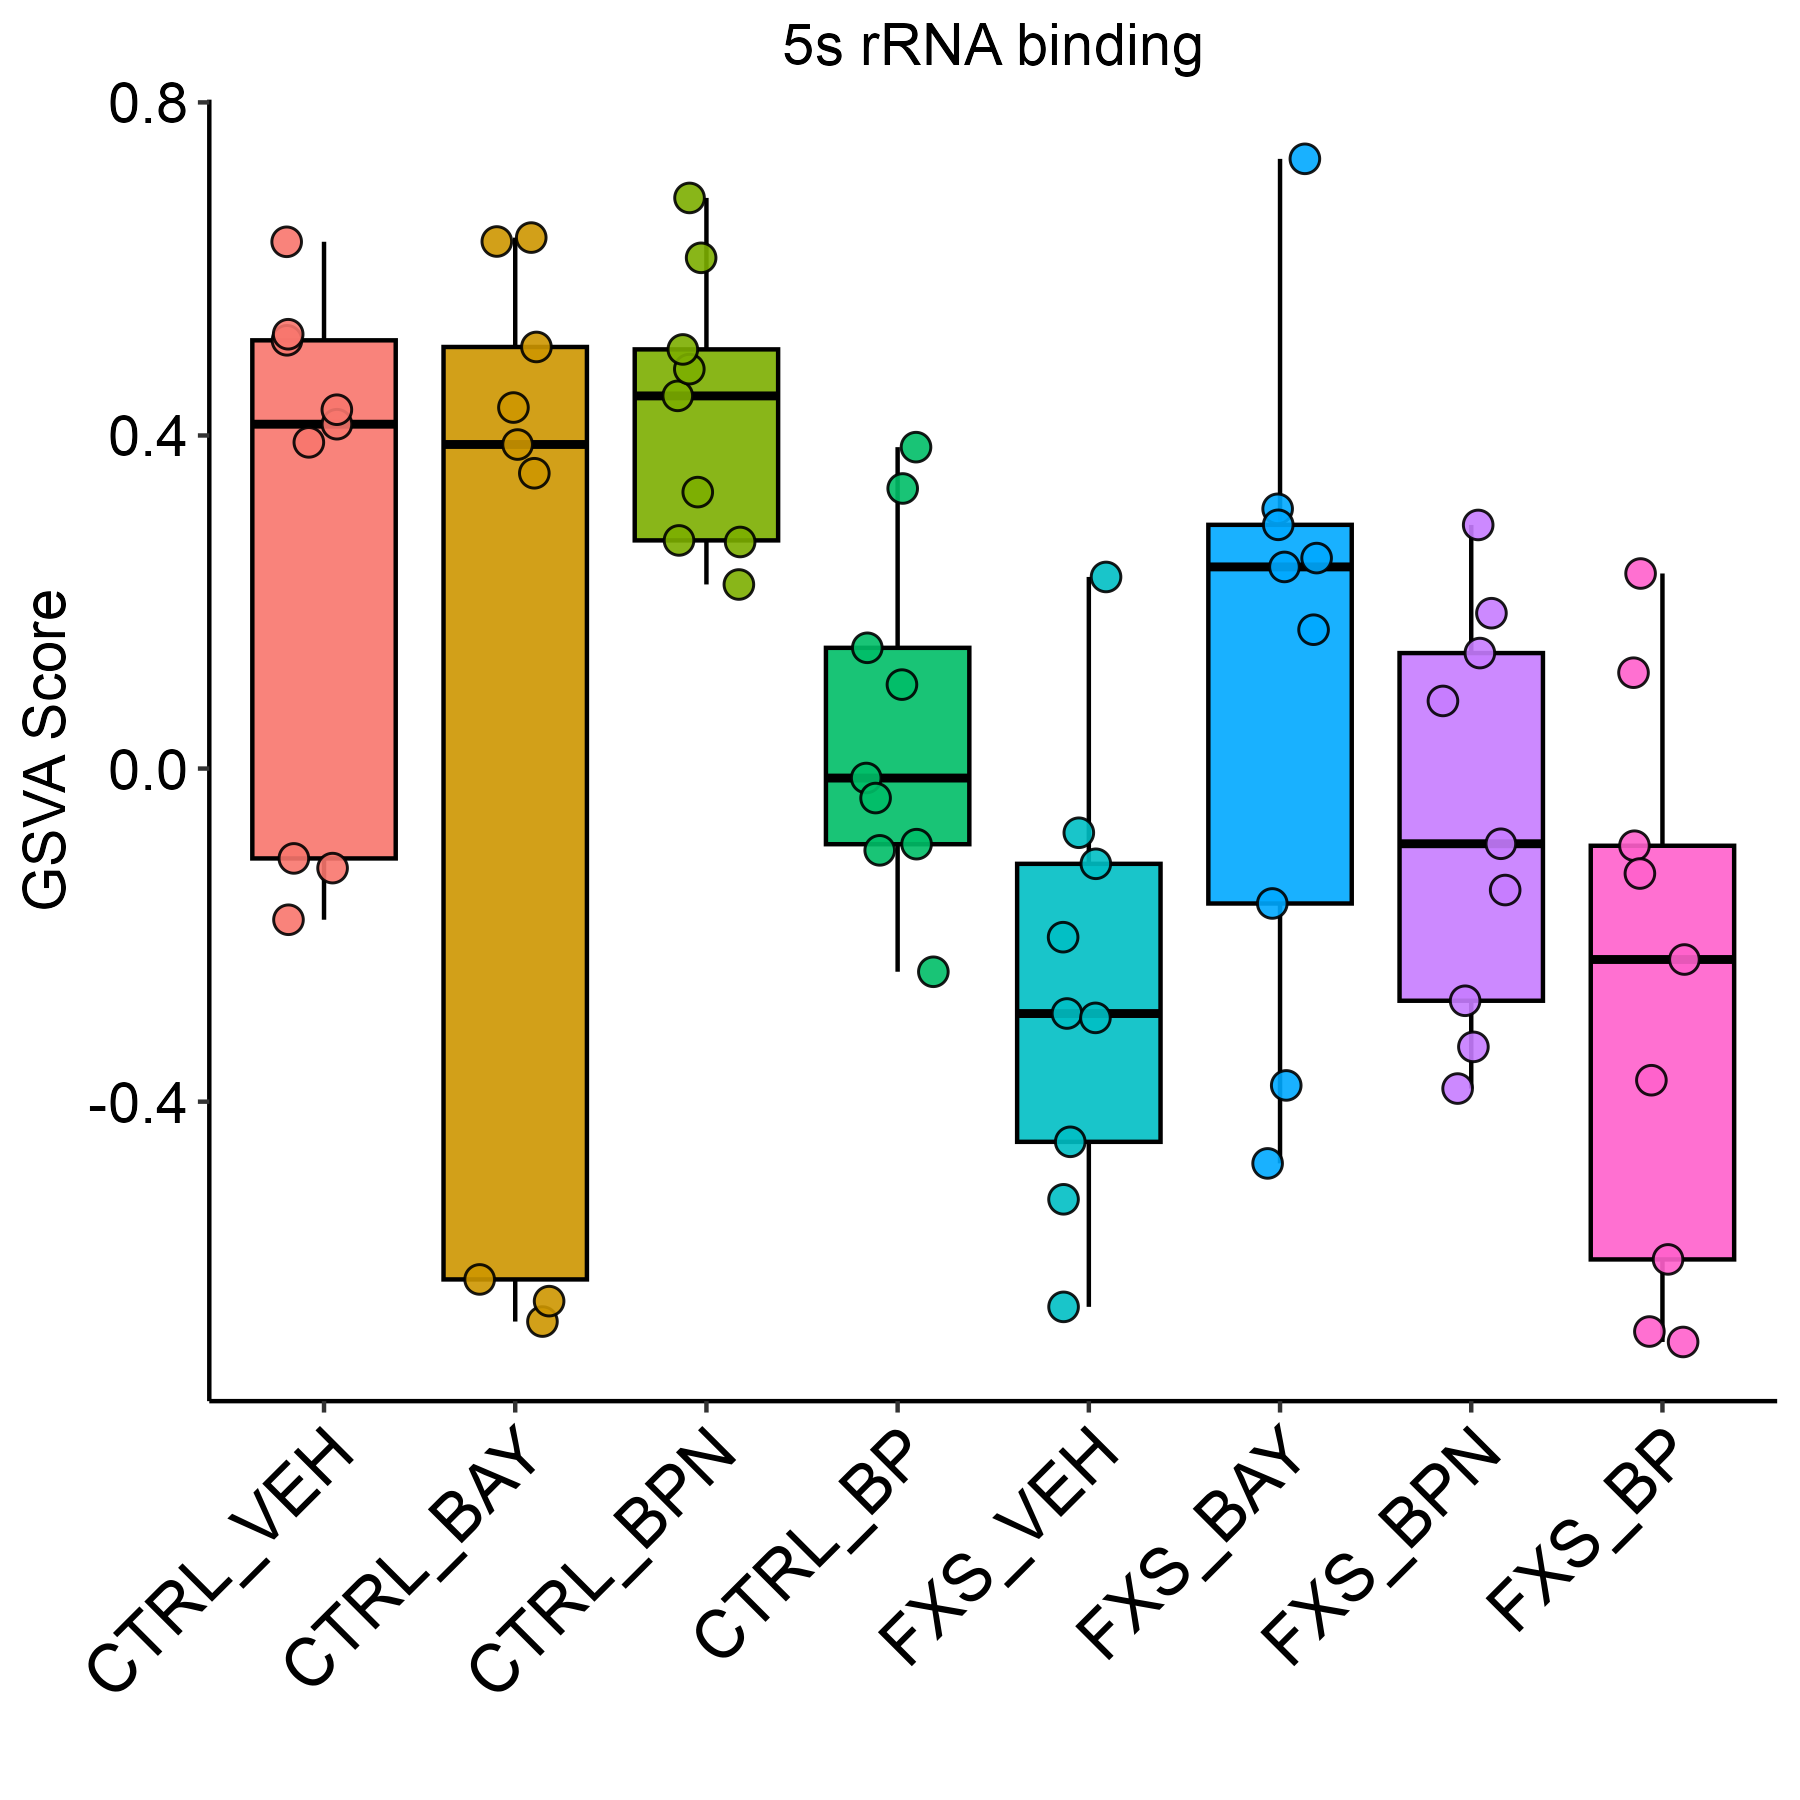 5s rRNA binding
GSVA Score
0.8
0.4
0.0
-0.4
CTRL_VEH
CTRL_BAY
CTRL_BPN
CTRL_BP
FXS_VEH
FXS_BAY
FXS_BPN
FXS_BP